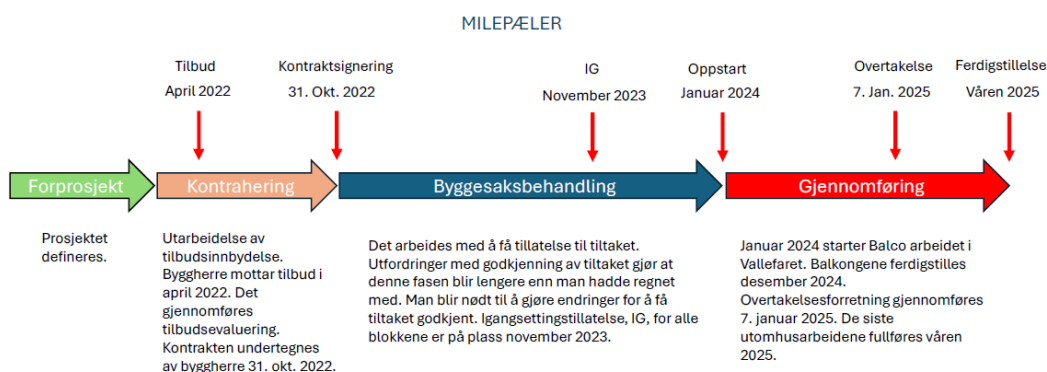 MILEPÆLER
Tilbud
April 2022
Kontraktsignering
31. Okt. 2022
IG
November 2023
Oppstart
Januar 2024
Overtakelse
7. Jan. 2025
Ferdigstillelse
Våren 2025
Forprosjekt
Kontrahering
Byggesaksbehandling
Gjennomføring
Prosjektet
defineres.
Utarbeidelse av
tilbudsinnbydelse.
Byggherre mottar tilbud i
april 2022. Det
gjennomføres
tilbudsevaluering.
Kontrakten undertegnes
av byggherre 31. okt. 2022.
Det arbeides med å få tillatelse til tiltaket.
Utfordringer med godkjenning av tiltaket gjør at
denne fasen blir lengere enn man hadde regnet
med. Man blir nødt til å gjøre endringer for å få
tiltaket godkjent. Igangsettingstillatelse, IG, for alle
blokkene er på plass november 2023.
Januar 2024 starter Balco arbeidet i
Vallefaret. Balkongene ferdigstilles
desember 2024.
Overtakelsesforretning gjennomføres
7. januar 2025. De siste
utomhusarbeidene fullføres våren
2025.